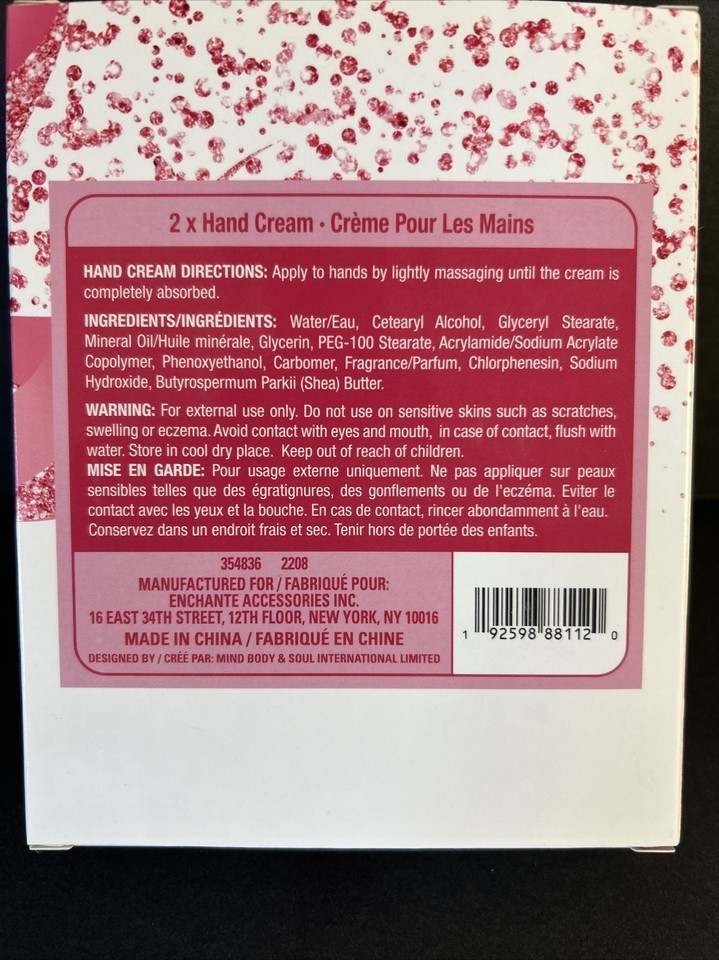 2 x Hand Cream • Crème Pour Les Mains
HAND CREAM DIRECTIONS: Apply to hands by lightly massaging until the cream is
completely absorbed.
INGREDIENTS/INGRÉDIENTS: Water/Eau, Cetearyl Alcohol, Glyceryl Stearate,
Mineral Oil/Huile minérale, Glycerin, PEG-100 Stearate, Acrylamide/Sodium Acrylate
Copolymer, Phenoxyethanol, Carbomer, Fragrance/Parfum, Chlorphenesin, Sodium
Hydroxide, Butyrospermum Parkii (Shea) Butter.
WARNING: For external use only. Do not use on sensitive skins such as scratches,
swelling or eczema. Avoid contact with eyes and mouth, in case of contact, flush with
water. Store in cool dry place. Keep out of reach of children.
MISE EN GARDE: Pour usage externe uniquement. Ne pas appliquer sur peaux
sensibles telles que des égratignures, des gonflements ou de l'eczéma. Eviter le
contact avec les yeux et la bouche. En cas de contact, rincer abondamment à l'eau.
Conservez dans un endroit frais et sec. Tenir hors de portée des enfants.
354836 2208
MANUFACTURED FOR / FABRIQUÉ POUR:
ENCHANTE ACCESSORIES INC.
16 EAST 34TH STREET, 12TH FLOOR, NEW YORK, NY 10016
MADE IN CHINA / FABRIQUÉ EN CHINE
DESIGNED BY / CRÉÉ PAR: MIND BODY & SOUL INTERNATIONAL LIMITED
1 92598 88112 0